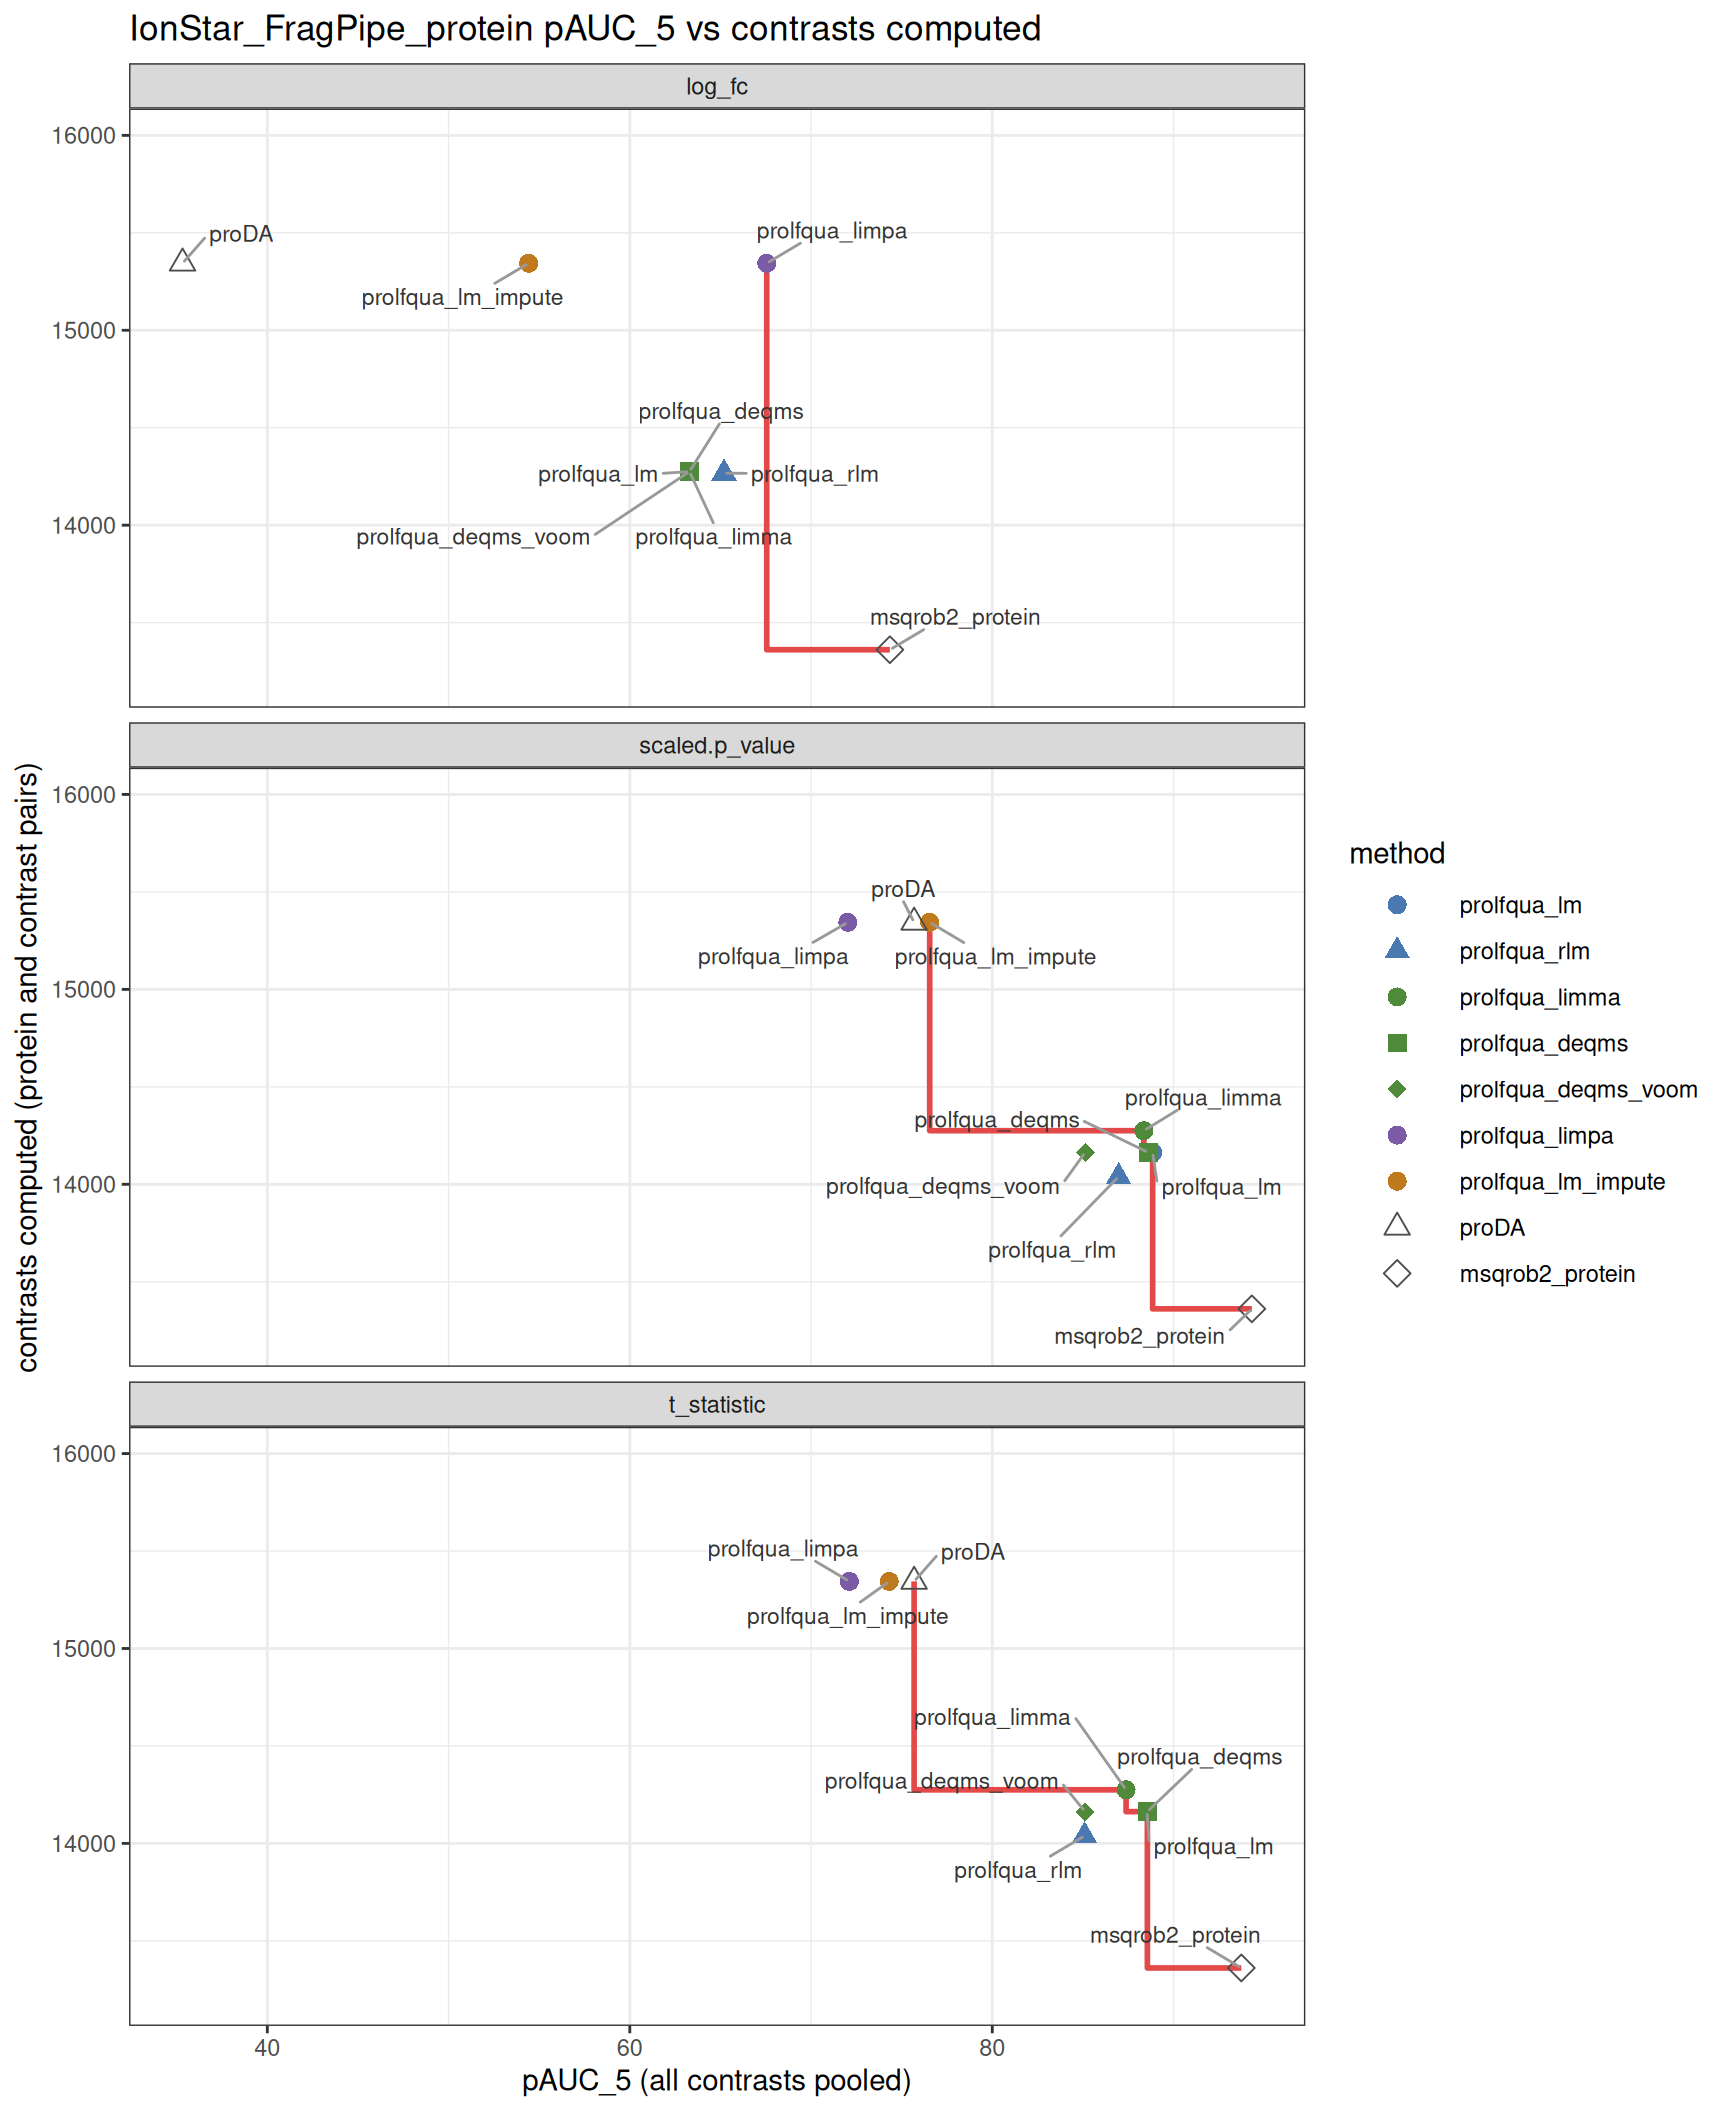 IonStar_FragPipe_protein pAUC_5 vs contrasts computed
log_fc
16000
15000
14000
proDA
prolfqua_limpa
prolfqua_lm_impute
prolfqua_deqms
prolfqua_lm
prolfqua_rlm
prolfqua_deqms_voom
prolfqua_limma
msqrob2_protein
scaled.p_value
16000
15000
14000
proDA
prolfqua_limpa
prolfqua_lm_impute
prolfqua_limma
prolfqua_deqms
prolfqua_deqms_voom
prolfqua_lm
prolfqua_rlm
msqrob2_protein
t_statistic
16000
15000
14000
prolfqua_limpa
proDA
prolfqua_lm_impute
prolfqua_limma
prolfqua_deqms
prolfqua_deqms_voom
prolfqua_lm
prolfqua_rlm
msqrob2_protein
40
60
80
pAUC_5 (all contrasts pooled)
contrasts computed (protein and contrast pairs)
method
prolfqua_lm
prolfqua_rlm
prolfqua_limma
prolfqua_deqms
prolfqua_deqms_voom
prolfqua_limpa
prolfqua_lm_impute
proDA
msqrob2_protein